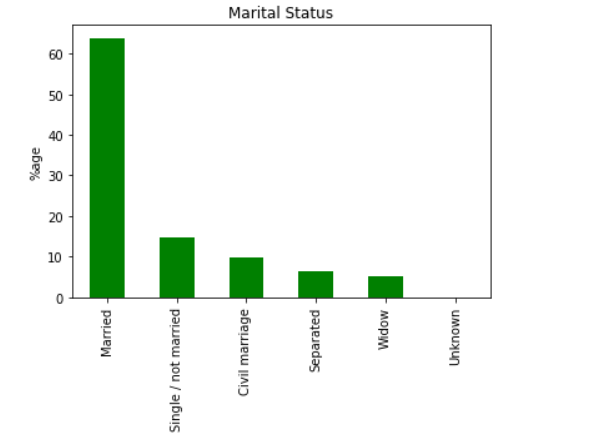 Marital Status
60
50
40
30
20
10
0
%age
Married
Single / not married
Civil marriage
Separated
Widow
Unknown